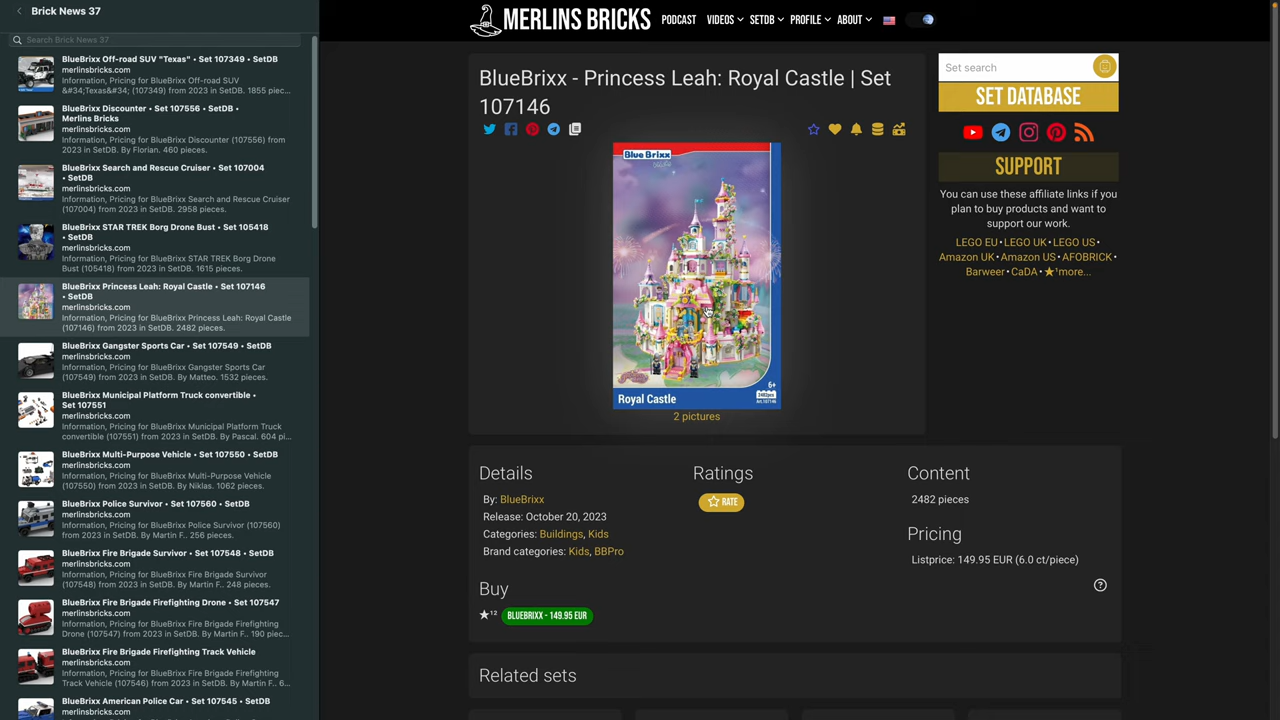 Brick News 37
Search Brick News 37
BlueBrixx Off-road SUV "Texas" • Set 107349 • SetDB
merlinsbricks.com
Information, Pricing for BlueBrixx Off-road SUV
&#34;Texas&#34; (107349) from 2023 in SetDB. 1855 piec...
BlueBrixx Discounter • Set 107556 • SetDB •
Merlins Bricks
merlinsbricks.com
Information, Pricing for BlueBrixx Discounter (107556) from
2023 in SetDB. By Florian. 460 pieces.
BlueBrixx Search and Rescue Cruiser • Set 107004
• SetDB
merlinsbricks.com
Information, Pricing for BlueBrixx Search and Rescue Cruiser
(107004) from 2023 in SetDB. 2958 pieces.
BlueBrixx STAR TREK Borg Drone Bust • Set 105418
• SetDB
merlinsbricks.com
Information, Pricing for BlueBrixx STAR TREK Borg Drone
Bust (105418) from 2023 in SetDB. 1615 pieces.
BlueBrixx Princess Leah: Royal Castle • Set 107146
• SetDB
merlinsbricks.com
Information, Pricing for BlueBrixx Princess Leah: Royal Castle
(107146) from 2023 in SetDB. 2482 pieces.
BlueBrixx Gangster Sports Car • Set 107549 • SetDB
merlinsbricks.com
Information, Pricing for BlueBrixx Gangster Sports Car
(107549) from 2023 in SetDB. By Matteo. 1532 pieces.
BlueBrixx Municipal Platform Truck convertible •
Set 107551
merlinsbricks.com
Information, Pricing for BlueBrixx Municipal Platform Truck
convertible (107551) from 2023 in SetDB. By Pascal. 604 pi...
BlueBrixx Multi-Purpose Vehicle • Set 107550 • SetDB
merlinsbricks.com
Information, Pricing for BlueBrixx Multi-Purpose Vehicle
(107550) from 2023 in SetDB. By Niklas. 1062 pieces.
BlueBrixx Police Survivor • Set 107560 • SetDB
merlinsbricks.com
Information, Pricing for BlueBrixx Police Survivor (107560)
from 2023 in SetDB. By Martin F.. 256 pieces.
BlueBrixx Fire Brigade Survivor • Set 107548 • SetDB
merlinsbricks.com
Information, Pricing for BlueBrixx Fire Brigade Survivor
(107548) from 2023 in SetDB. By Martin F.. 248 pieces.
BlueBrixx Fire Brigade Firefighting Drone • Set 107547
merlinsbricks.com
Information, Pricing for BlueBrixx Fire Brigade Firefighting
Drone (107547) from 2023 in SetDB. By Martin F.. 190 piec...
BlueBrixx Fire Brigade Firefighting Track Vehicle
merlinsbricks.com
Information, Pricing for BlueBrixx Fire Brigade Firefighting
Track Vehicle (107546) from 2023 in SetDB. By Martin F.. 6...
BlueBrixx American Police Car • Set 107545 • SetDB
merlinsbricks.com
MERLINS BRICKS PODCAST VIDEOS SETDB PROFILE ABOUT
BlueBrixx - Princess Leah: Royal Castle | Set
107146
Blue Brixx
Royal Castle
6+
2482pcs
Art.107146
2 pictures
Details
By: BlueBrixx
Release: October 20, 2023
Categories: Buildings, Kids
Brand categories: Kids, BBPro
Buy
★12 BLUEBRIXX - 149.95 EUR
Ratings
RATE
Content
2482 pieces
Pricing
Listprice: 149.95 EUR (6.0 ct/piece)
Related sets
Set search
SET DATABASE
SUPPORT
You can use these affiliate links if you
plan to buy products and want to
support our work.
LEGO EU • LEGO UK • LEGO US •
Amazon UK • Amazon US • AFOBRICK •
Barweer • CaDA • ★¹more...